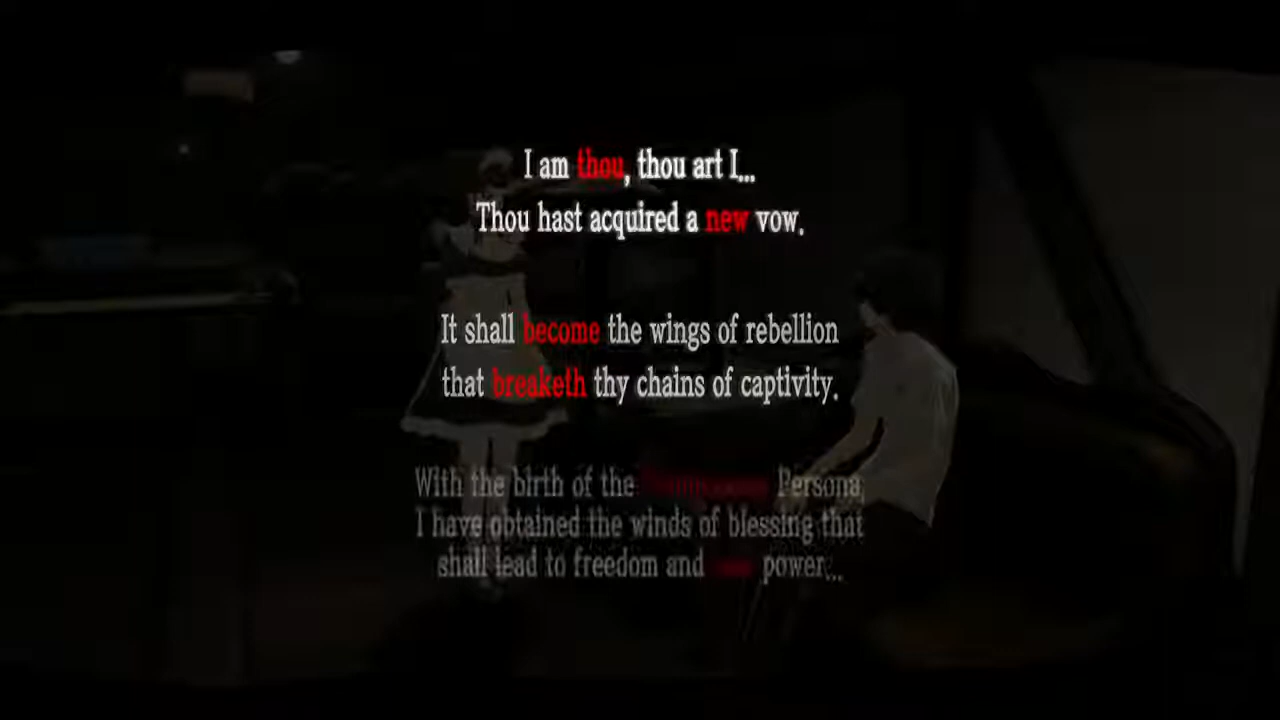 I am thou, thou art I...
Thou hast acquired a new vow.
It shall become the wings of rebellion
that breaketh thy chains of captivity.
With the birth of the Persona,
I have obtained the winds of blessing that
shall lead to freedom and power...